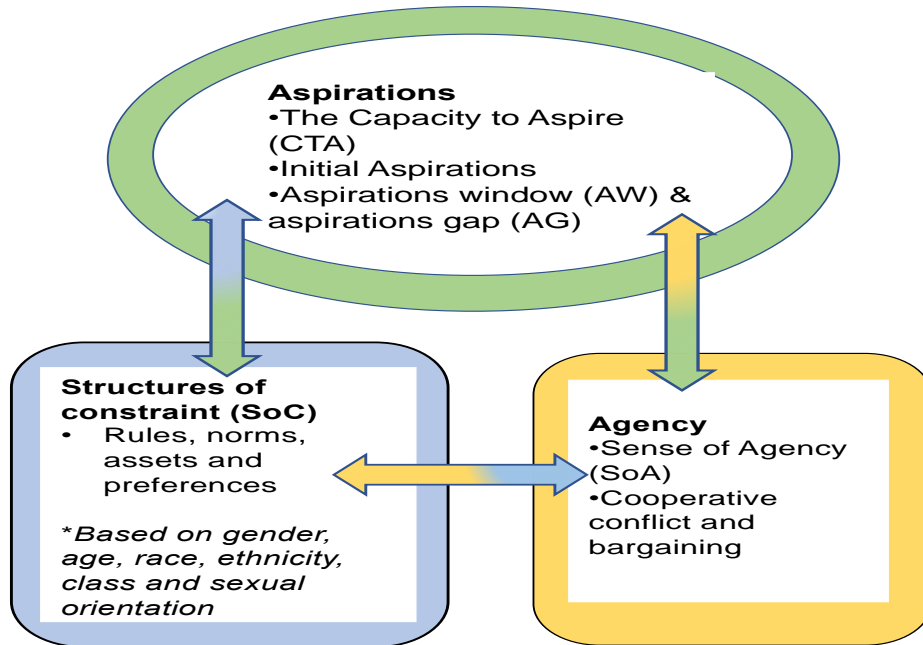 Aspirations
•The Capacity to Aspire
(CTA)
•Initial Aspirations
•Aspirations window (AW) &
aspirations gap (AG)
Structures of
constraint (SoC)
• Rules, norms,
assets and
preferences
*Based on gender,
age, race, ethnicity,
class and sexual
orientation
Agency
•Sense of Agency
(SoA)
•Cooperative
conflict and
bargaining